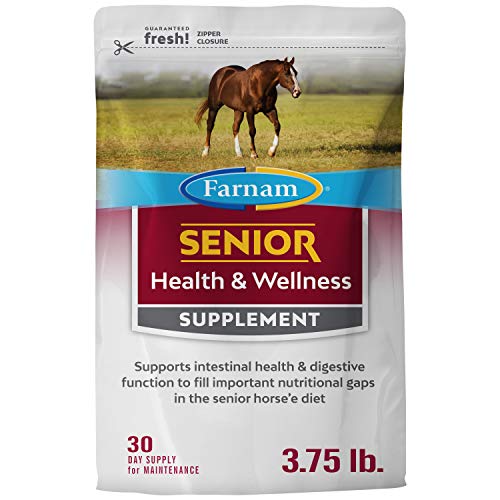 GUARANTEED
fresh!
ZIPPER
CLOSURE
Farnam®
SENIOR
Health & Wellness
SUPPLEMENT
Supports intestinal health & digestive
function to fill important nutritional gaps
in the senior horse'e diet
30
DAY SUPPLY
for MAINTENANCE
3.75 lb.